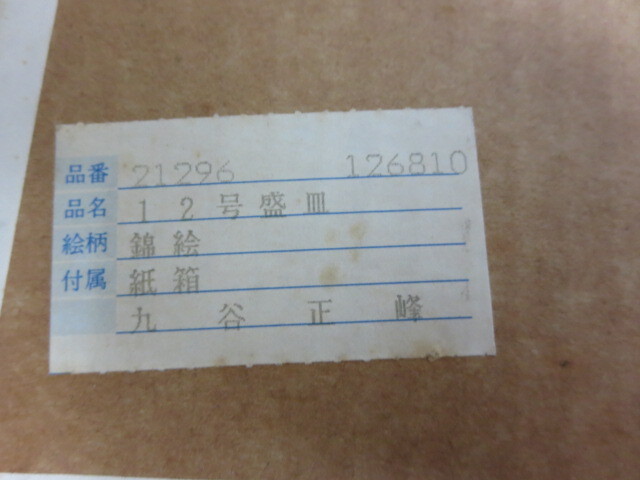 品番 21296 126810
品名 12号盛皿
絵柄 錦絵
付属 紙箱
九谷正峰